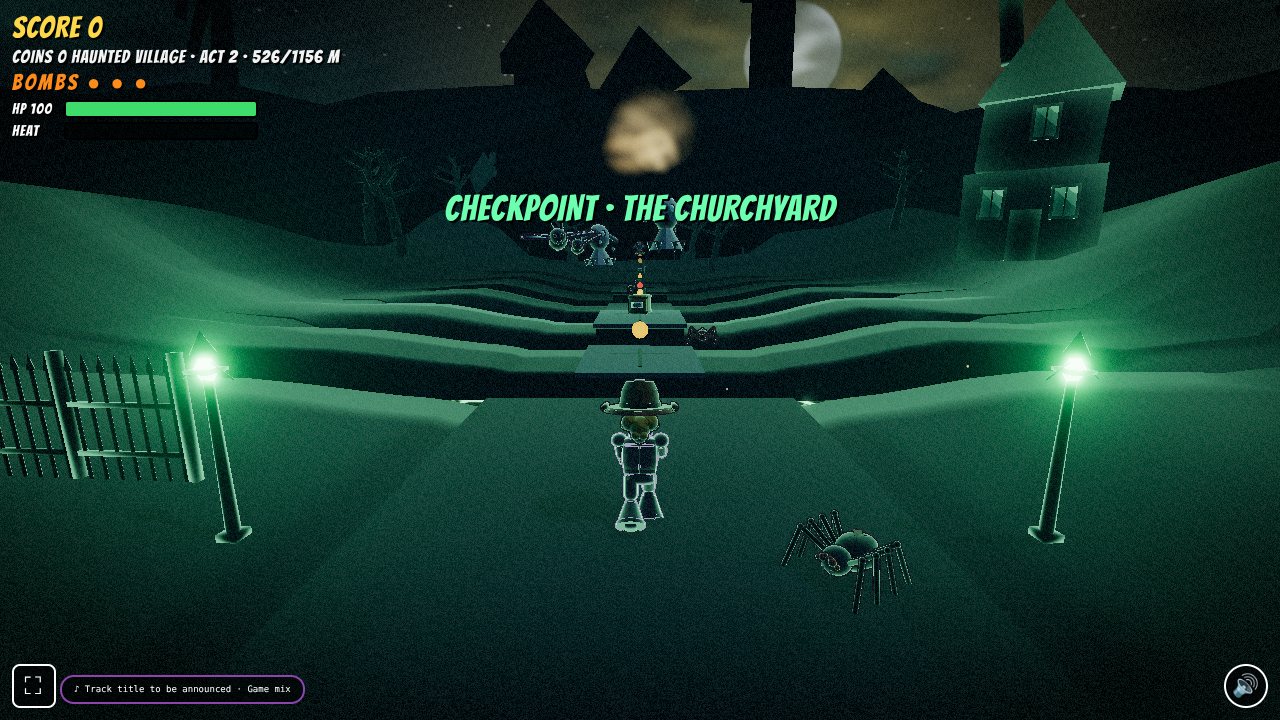 SCORE 0
COINS 0 HAUNTED VILLAGE · ACT 2 · 526/1156 M
BOMBS
HP 100
HEAT
CHECKPOINT · THE CHURCHYARD
♪ Track title to be announced · Game mix